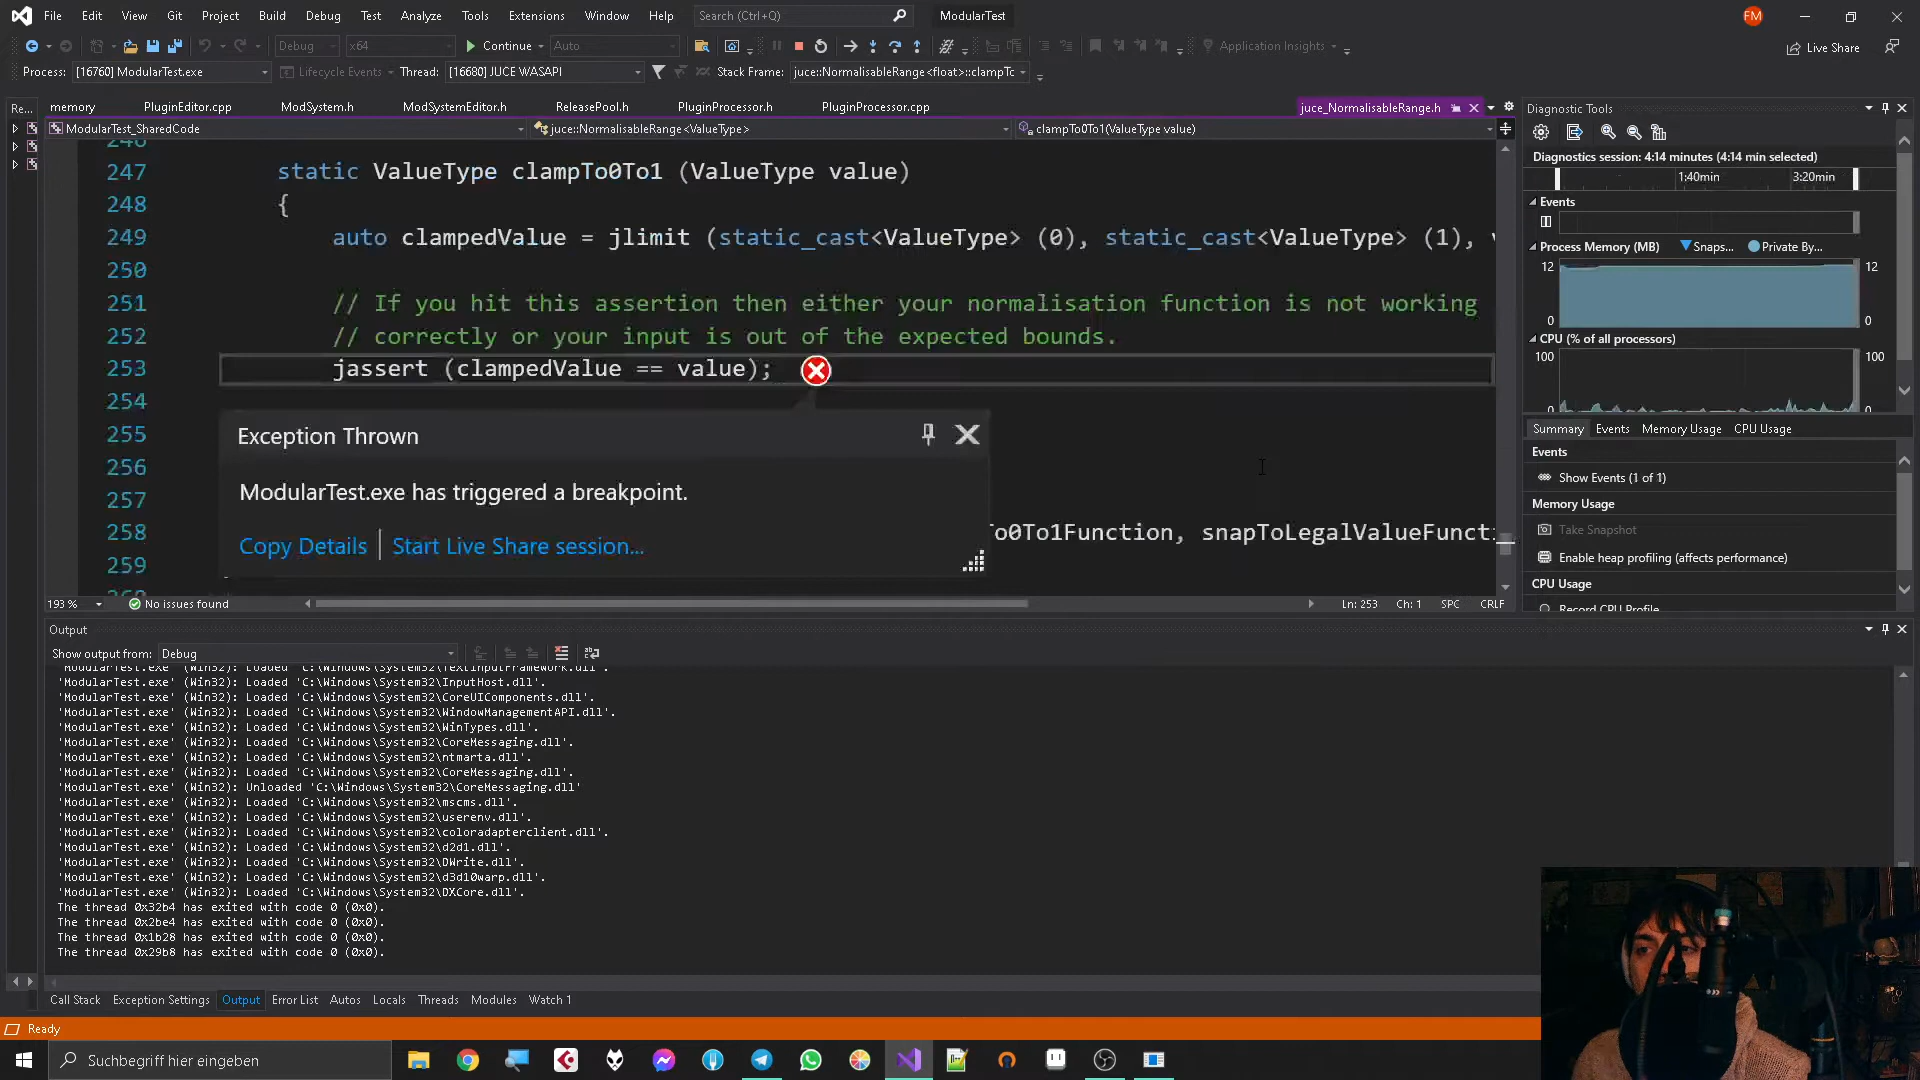 File Edit View Project Git Build Debug Test Analyze Tools Extensions Window Help Search (Ctrl+Q) ModularTest FM
Debug x64 Continue Auto Application Insights Live Share
Process: [16760] ModularTest.exe Lifecycle Events Thread: [16680] JUCE WASAPI Stack Frame: juce::NormalisableRange<float>::clampTc
Re... memory PluginEditor.cpp ModSystem.h ModSystemEditor.h ReleasePool.h PluginProcessor.h PluginProcessor.cpp juce_NormalisableRange.h
ModularTest_SharedCode juce::NormalisableRange<ValueType> clampTo0To1(ValueType value)
246
247 static ValueType clampTo0To1 (ValueType value)
248 {
249 auto clampedValue = jlimit (static_cast<ValueType> (0), static_cast<ValueType> (1),
250
251 // If you hit this assertion then either your normalisation function is not working
252 // correctly or your input is out of the expected bounds.
253 jassert (clampedValue == value);
254
255
256
257
258 To0To1Function, snapToLegalValueFuncti
259
Exception Thrown
ModularTest.exe has triggered a breakpoint.
Copy Details | Start Live Share session...
193 % No issues found Ln: 253 Ch: 1 SPC CRLF
Diagnostic Tools
Diagnostics session: 4:14 minutes (4:14 min selected)
1:40min 3:20min
Events
Process Memory (MB) Snaps... Private By...
12 12
0 0
CPU (% of all processors)
100 100
0 0
Summary Events Memory Usage CPU Usage
Events
Show Events (1 of 1)
Memory Usage
Take Snapshot
Enable heap profiling (affects performance)
CPU Usage
Record CPU Profile
Output
Show output from: Debug
'ModularTest.exe' (Win32): Loaded 'C:\Windows\System32\TextInputFramework.dll'.
'ModularTest.exe' (Win32): Loaded 'C:\Windows\System32\InputHost.dll'.
'ModularTest.exe' (Win32): Loaded 'C:\Windows\System32\CoreUIComponents.dll'.
'ModularTest.exe' (Win32): Loaded 'C:\Windows\System32\WindowManagementAPI.dll'.
'ModularTest.exe' (Win32): Loaded 'C:\Windows\System32\WinTypes.dll'.
'ModularTest.exe' (Win32): Loaded 'C:\Windows\System32\CoreMessaging.dll'.
'ModularTest.exe' (Win32): Loaded 'C:\Windows\System32\ntmarta.dll'.
'ModularTest.exe' (Win32): Loaded 'C:\Windows\System32\CoreMessaging.dll'.
'ModularTest.exe' (Win32): Unloaded 'C:\Windows\System32\CoreMessaging.dll'
'ModularTest.exe' (Win32): Loaded 'C:\Windows\System32\mscms.dll'.
'ModularTest.exe' (Win32): Loaded 'C:\Windows\System32\userenv.dll'.
'ModularTest.exe' (Win32): Loaded 'C:\Windows\System32\coloradapterclient.dll'.
'ModularTest.exe' (Win32): Loaded 'C:\Windows\System32\d2d1.dll'.
'ModularTest.exe' (Win32): Loaded 'C:\Windows\System32\DWrite.dll'.
'ModularTest.exe' (Win32): Loaded 'C:\Windows\System32\d3d10warp.dll'.
'ModularTest.exe' (Win32): Loaded 'C:\Windows\System32\DXCore.dll'.
The thread 0x32b4 has exited with code 0 (0x0).
The thread 0x2be4 has exited with code 0 (0x0).
The thread 0x1b28 has exited with code 0 (0x0).
The thread 0x29b8 has exited with code 0 (0x0).
Call Stack Exception Settings Output Error List Autos Locals Threads Modules Watch 1
Ready
Suchbegriff hier eingeben